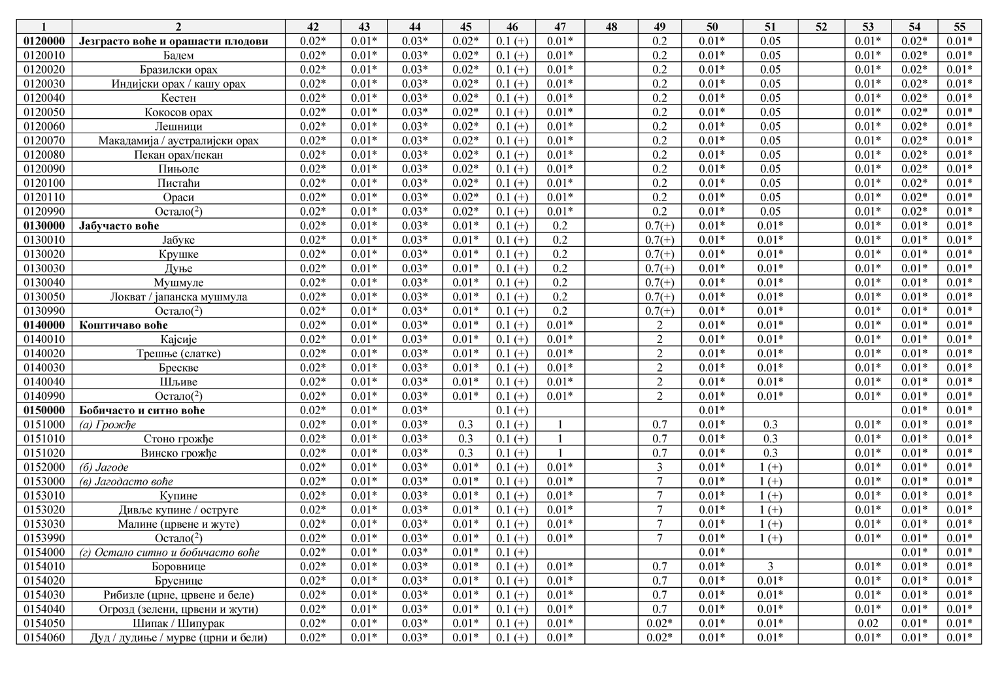 1 2 42 43 44 45 46 47 48 49 50 51 52 53 54 55
0120000 Језграсто воће и орашасти плодови 0.02* 0.01* 0.03* 0.02* 0.1 (+) 0.01* 0.2 0.01* 0.05 0.01* 0.02* 0.01*
0120010 Бадем 0.02* 0.01* 0.03* 0.02* 0.1 (+) 0.01* 0.2 0.01* 0.05 0.01* 0.02* 0.01*
0120020 Бразилски орах 0.02* 0.01* 0.03* 0.02* 0.1 (+) 0.01* 0.2 0.01* 0.05 0.01* 0.02* 0.01*
0120030 Индијски орах / кашу орах 0.02* 0.01* 0.03* 0.02* 0.1 (+) 0.01* 0.2 0.01* 0.05 0.01* 0.02* 0.01*
0120040 Кестен 0.02* 0.01* 0.03* 0.02* 0.1 (+) 0.01* 0.2 0.01* 0.05 0.01* 0.02* 0.01*
0120050 Кокосов орах 0.02* 0.01* 0.03* 0.02* 0.1 (+) 0.01* 0.2 0.01* 0.05 0.01* 0.02* 0.01*
0120060 Лешници 0.02* 0.01* 0.03* 0.02* 0.1 (+) 0.01* 0.2 0.01* 0.05 0.01* 0.02* 0.01*
0120070 Макадамија / аустралијски орах 0.02* 0.01* 0.03* 0.02* 0.1 (+) 0.01* 0.2 0.01* 0.05 0.01* 0.02* 0.01*
0120080 Пекан орах/пекан 0.02* 0.01* 0.03* 0.02* 0.1 (+) 0.01* 0.2 0.01* 0.05 0.01* 0.02* 0.01*
0120090 Пињоле 0.02* 0.01* 0.03* 0.02* 0.1 (+) 0.01* 0.2 0.01* 0.05 0.01* 0.02* 0.01*
0120100 Пистаћи 0.02* 0.01* 0.03* 0.02* 0.1 (+) 0.01* 0.2 0.01* 0.05 0.01* 0.02* 0.01*
0120110 Ораси 0.02* 0.01* 0.03* 0.02* 0.1 (+) 0.01* 0.2 0.01* 0.05 0.01* 0.02* 0.01*
0120990 Остало(²) 0.02* 0.01* 0.03* 0.02* 0.1 (+) 0.01* 0.2 0.01* 0.05 0.01* 0.02* 0.01*
0130000 Јабучасто воће 0.02* 0.01* 0.03* 0.01* 0.1 (+) 0.2 0.7(+) 0.01* 0.01* 0.01* 0.01* 0.01*
0130010 Јабуке 0.02* 0.01* 0.03* 0.01* 0.1 (+) 0.2 0.7(+) 0.01* 0.01* 0.01* 0.01* 0.01*
0130020 Крушке 0.02* 0.01* 0.03* 0.01* 0.1 (+) 0.2 0.7(+) 0.01* 0.01* 0.01* 0.01* 0.01*
0130030 Дуње 0.02* 0.01* 0.03* 0.01* 0.1 (+) 0.2 0.7(+) 0.01* 0.01* 0.01* 0.01* 0.01*
0130040 Мушмуле 0.02* 0.01* 0.03* 0.01* 0.1 (+) 0.2 0.7(+) 0.01* 0.01* 0.01* 0.01* 0.01*
0130050 Локват / јапанска мушмула 0.02* 0.01* 0.03* 0.01* 0.1 (+) 0.2 0.7(+) 0.01* 0.01* 0.01* 0.01* 0.01*
0130990 Остало(²) 0.02* 0.01* 0.03* 0.01* 0.1 (+) 0.2 0.7(+) 0.01* 0.01* 0.01* 0.01* 0.01*
0140000 Коштичаво воће 0.02* 0.01* 0.03* 0.01* 0.1 (+) 0.01* 2 0.01* 0.01* 0.01* 0.01* 0.01*
0140010 Кајсије 0.02* 0.01* 0.03* 0.01* 0.1 (+) 0.01* 2 0.01* 0.01* 0.01* 0.01* 0.01*
0140020 Трешње (слатке) 0.02* 0.01* 0.03* 0.01* 0.1 (+) 0.01* 2 0.01* 0.01* 0.01* 0.01* 0.01*
0140030 Брескве 0.02* 0.01* 0.03* 0.01* 0.1 (+) 0.01* 2 0.01* 0.01* 0.01* 0.01* 0.01*
0140040 Шљиве 0.02* 0.01* 0.03* 0.01* 0.1 (+) 0.01* 2 0.01* 0.01* 0.01* 0.01* 0.01*
0140990 Остало(²) 0.02* 0.01* 0.03* 0.01* 0.1 (+) 0.01* 2 0.01* 0.01* 0.01* 0.01* 0.01*
0150000 Бобичасто и ситно воће 0.02* 0.01* 0.03* 0.1 (+) 0.01* 0.01* 0.01*
0151000 (а) Грожђе 0.02* 0.01* 0.03* 0.3 0.1 (+) 1 0.7 0.01* 0.3 0.01* 0.01* 0.01*
0151010 Стоно грожђе 0.02* 0.01* 0.03* 0.3 0.1 (+) 1 0.7 0.01* 0.3 0.01* 0.01* 0.01*
0151020 Винско грожђе 0.02* 0.01* 0.03* 0.3 0.1 (+) 1 0.7 0.01* 0.3 0.01* 0.01* 0.01*
0152000 (б) Јагоде 0.02* 0.01* 0.03* 0.01* 0.1 (+) 0.01* 3 0.01* 1 (+) 0.01* 0.01* 0.01*
0153000 (в) Јагодасто воће 0.02* 0.01* 0.03* 0.01* 0.1 (+) 0.01* 7 0.01* 1 (+) 0.01* 0.01* 0.01*
0153010 Купине 0.02* 0.01* 0.03* 0.01* 0.1 (+) 0.01* 7 0.01* 1 (+) 0.01* 0.01* 0.01*
0153020 Дивље купине / оструге 0.02* 0.01* 0.03* 0.01* 0.1 (+) 0.01* 7 0.01* 1 (+) 0.01* 0.01* 0.01*
0153030 Малине (црвене и жуте) 0.02* 0.01* 0.03* 0.01* 0.1 (+) 0.01* 7 0.01* 1 (+) 0.01* 0.01* 0.01*
0153990 Остало(²) 0.02* 0.01* 0.03* 0.01* 0.1 (+) 0.01* 7 0.01* 1 (+) 0.01* 0.01* 0.01*
0154000 (г) Остало ситно и бобичасто воће 0.02* 0.01* 0.03* 0.01* 0.1 (+) 0.01* 0.01* 0.01*
0154010 Боровнице 0.02* 0.01* 0.03* 0.01* 0.1 (+) 0.01* 0.7 0.01* 3 0.01* 0.01* 0.01*
0154020 Бруснице 0.02* 0.01* 0.03* 0.01* 0.1 (+) 0.01* 0.7 0.01* 0.01* 0.01* 0.01* 0.01*
0154030 Рибизле (црне, црвене и беле) 0.02* 0.01* 0.03* 0.01* 0.1 (+) 0.01* 0.7 0.01* 0.01* 0.01* 0.01* 0.01*
0154040 Огрозд (зелени, црвени и жути) 0.02* 0.01* 0.03* 0.01* 0.1 (+) 0.01* 0.7 0.01* 0.01* 0.01* 0.01* 0.01*
0154050 Шипак / Шипурак 0.02* 0.01* 0.03* 0.01* 0.1 (+) 0.01* 0.02* 0.01* 0.01* 0.02 0.01* 0.01*
0154060 Дуд / дудиње / мурве (црни и бели) 0.02* 0.01* 0.03* 0.01* 0.1 (+) 0.01* 0.02* 0.01* 0.01* 0.01* 0.01* 0.01*